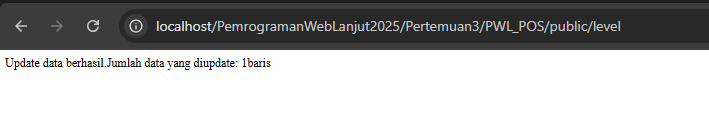 localhost/PemrogramanWebLanjut2025/Pertemuan3/PWL_POS/public/level
Update data berhasil.Jumlah data yang diupdate: 1baris